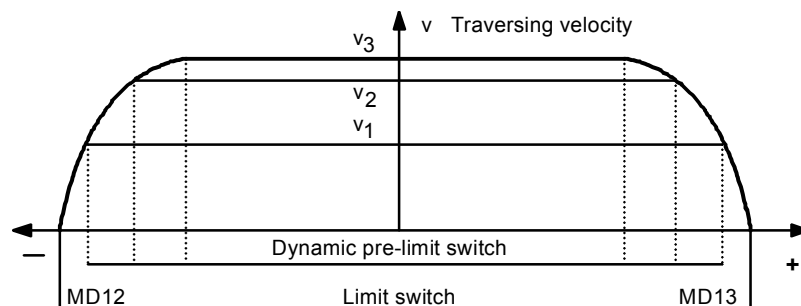 v Traversing velocity
v3
v2
v1
— +
Dynamic pre-limit switch
MD12 Limit switch MD13